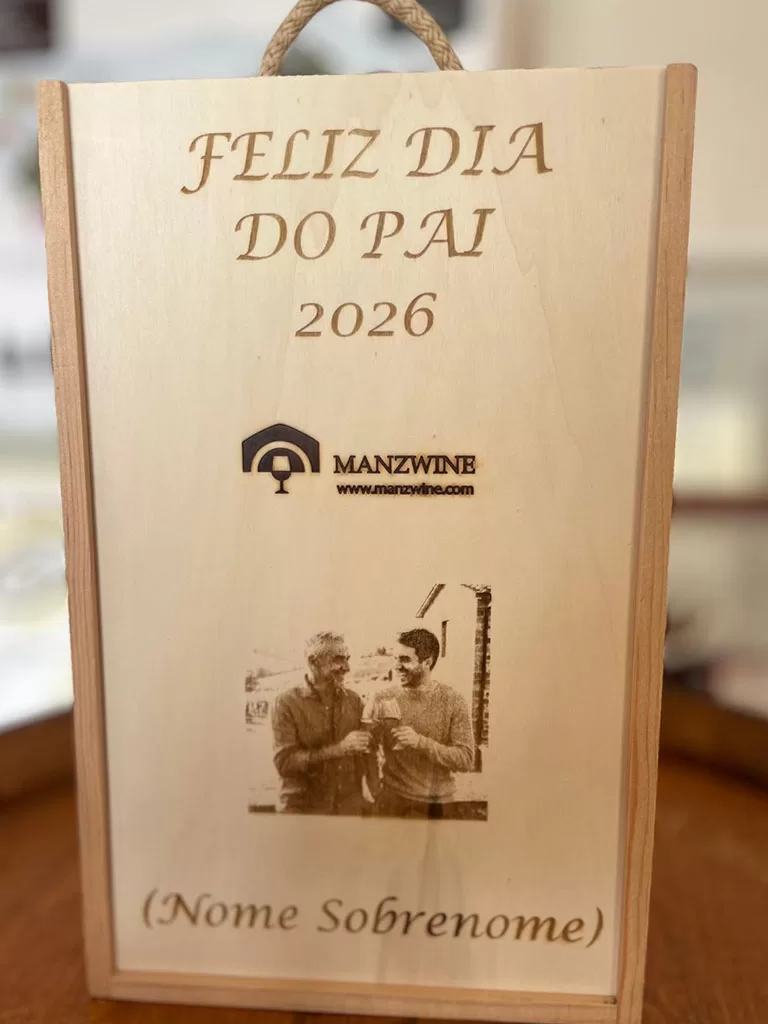 FELIZ DIA
DO PAI
2026
MANZWINE
www.manzwine.com
(Nome Sobrenome)